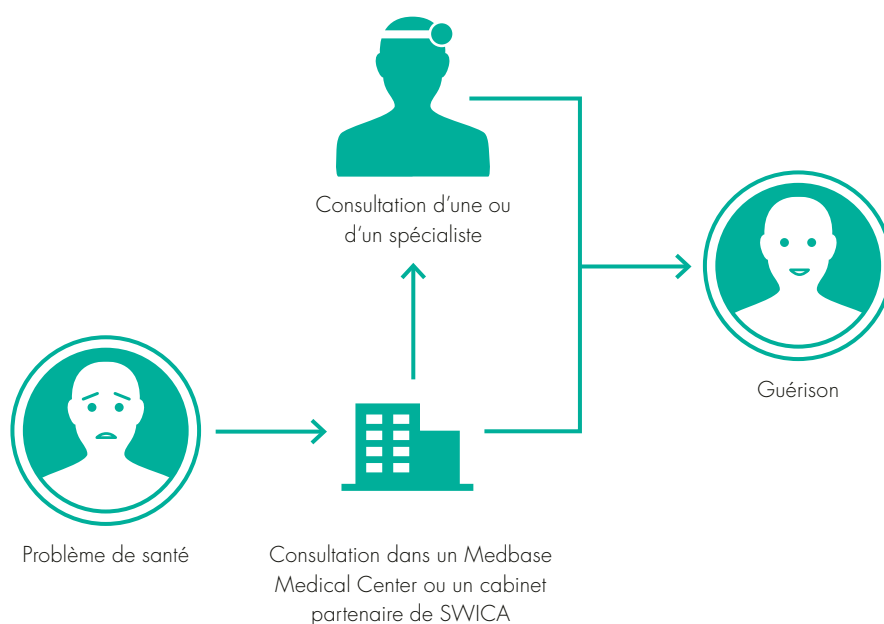 Consultation d’une ou
d’un spécialiste
Guérison
Problème de santé
Consultation dans un Medbase
Medical Center ou un cabinet
partenaire de SWICA